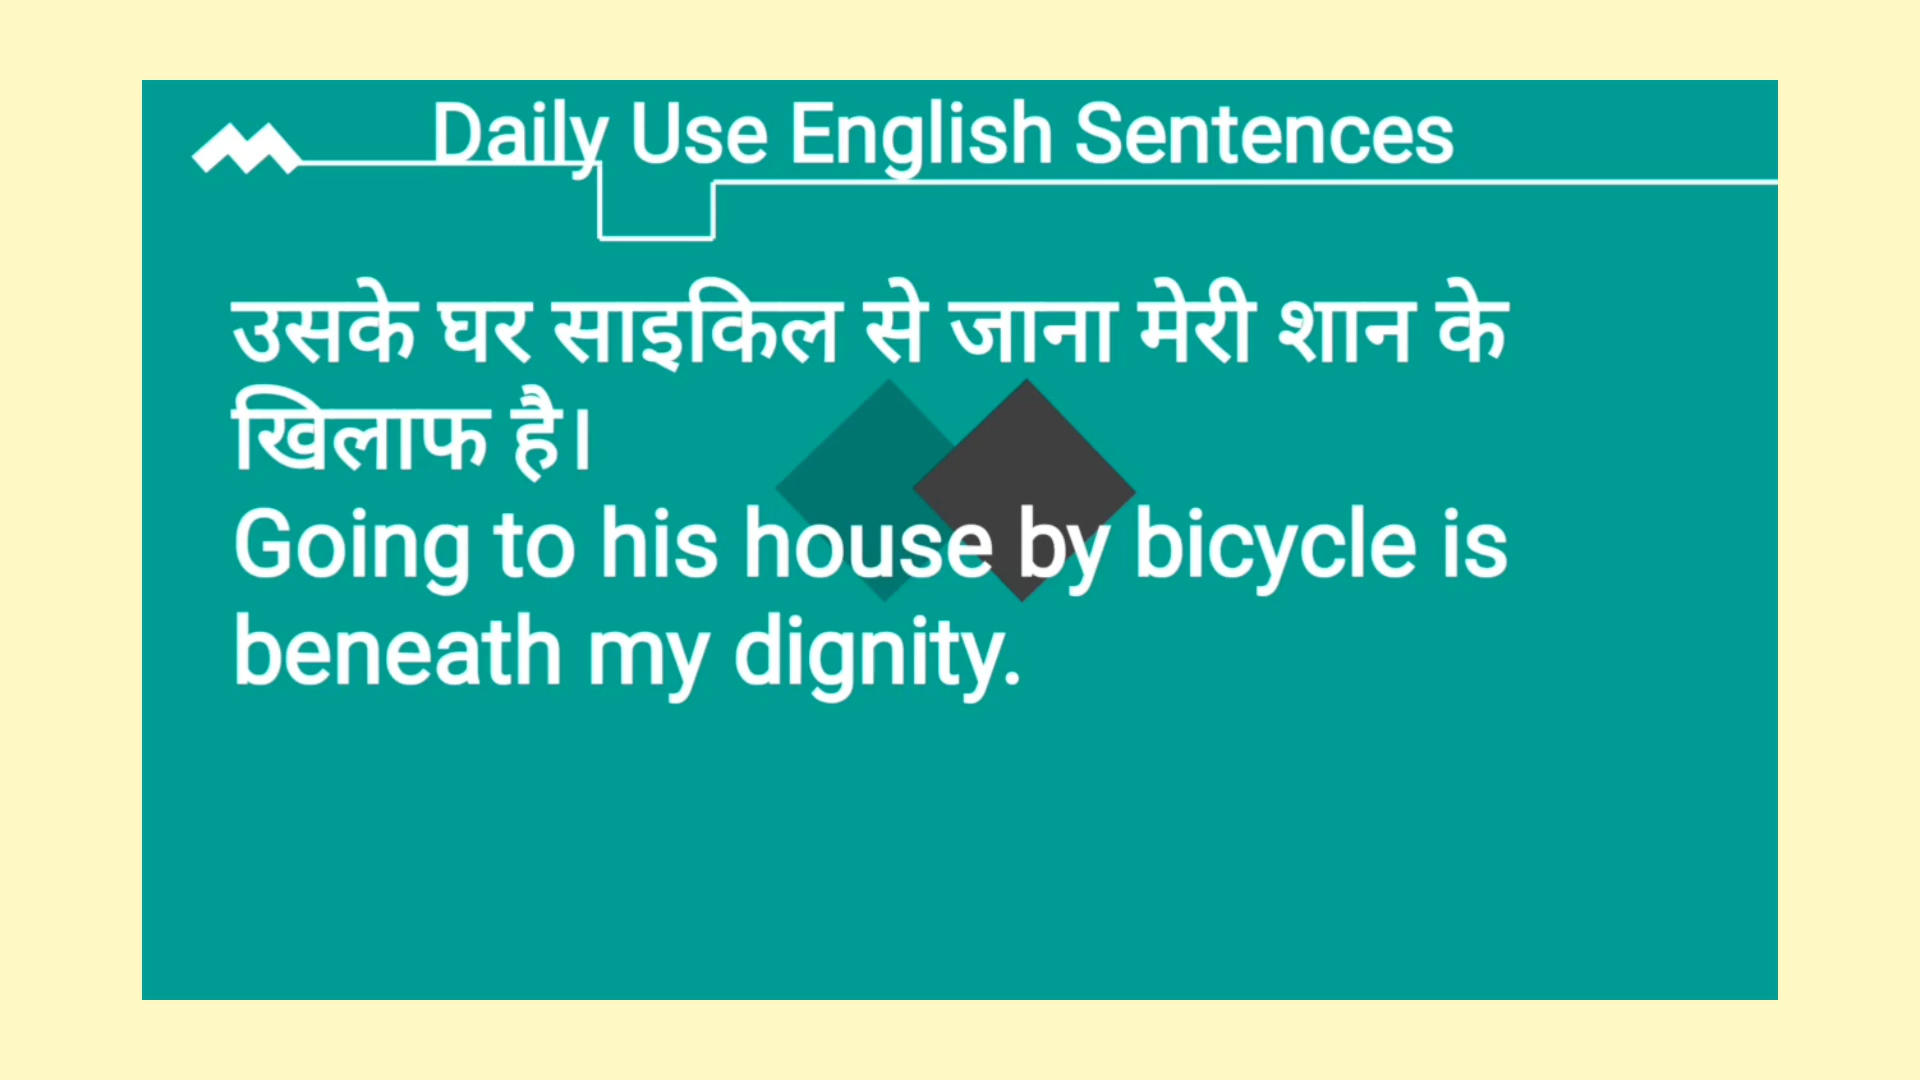 Daily Use English Sentences
उसके घर साइकिल से जाना मेरी शान के
खिलाफ है।
Going to his house by bicycle is
beneath my dignity.